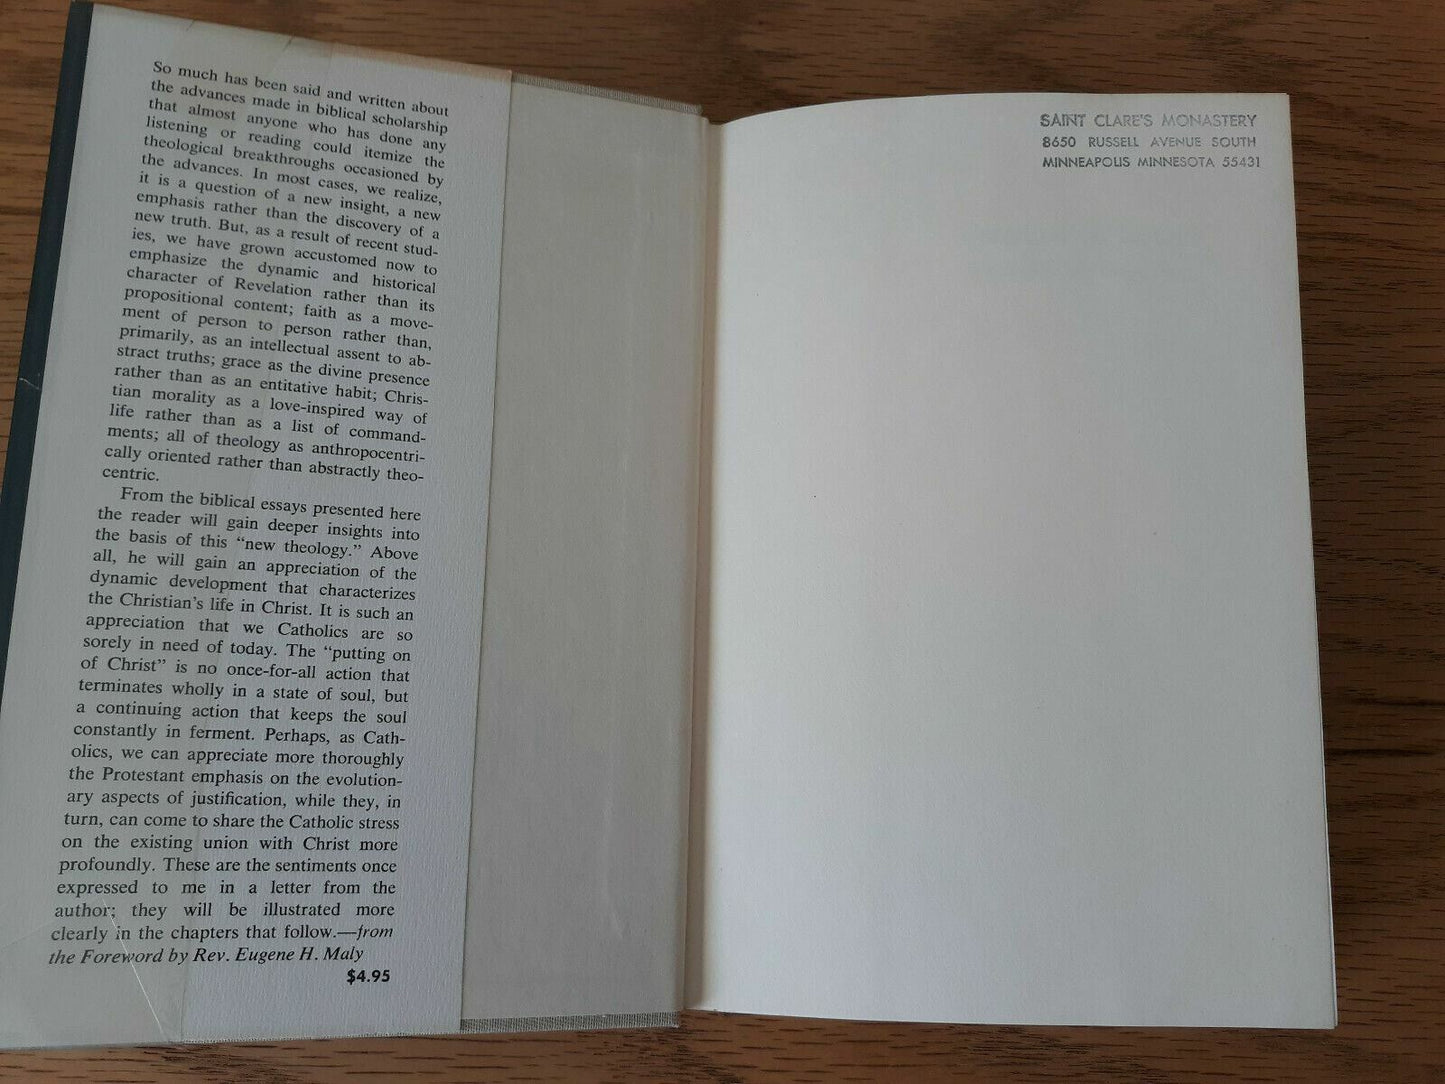 So much has been said and written about
the advances made in biblical scholarship
that almost anyone who has done any
listening or reading could itemize the
theological breakthroughs occasioned by
the advances. In most cases, we realize,
it is a question of a new insight, a new
emphasis rather than the discovery of a
new truth. But, as a result of recent stud-
ies, we have grown accustomed now to
emphasize the dynamic and historical
character of Revelation rather than its
propositional content; faith as a move-
ment of person to person rather than,
primarily, as an intellectual assent to ab-
stract truths; grace as the divine presence
rather than as an entitative habit; Chris-
tian morality as a love-inspired way of
life rather than as a list of command-
ments; all of theology as anthropocentri-
cally oriented rather than abstractly theo-
centric.
From the biblical essays presented here
the reader will gain deeper insights into
the basis of this "new theology." Above
all, he will gain an appreciation of the
dynamic development that characterizes
the Christian's life in Christ. It is such an
appreciation that we Catholics are so
sorely in need of today. The "putting on
of Christ" is no once-for-all action that
terminates wholly in a state of soul, but
a continuing action that keeps the soul
constantly in ferment. Perhaps, as Cath-
olics, we can appreciate more thoroughly
the Protestant emphasis on the evolution-
ary aspects of justification, while they, in
turn, can come to share the Catholic stress
on the existing union with Christ more
profoundly. These are the sentiments once
expressed to me in a letter from the
author; they will be illustrated more
clearly in the chapters that follow.—from
the Foreword by Rev. Eugene H. Maly
$4.95
SAINT CLARE'S MONASTERY
8650 RUSSELL AVENUE SOUTH
MINNEAPOLIS MINNESOTA 55431